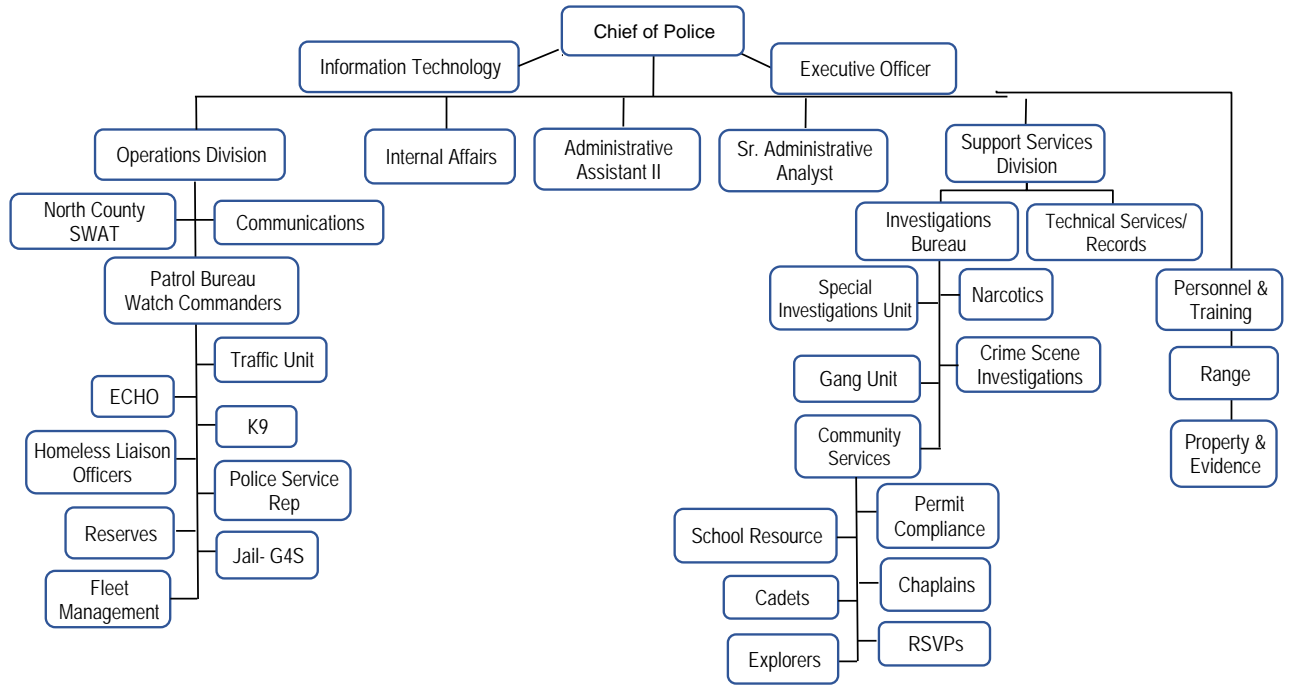 Chief of Police
Information Technology
Executive Officer
Operations Division
Internal Affairs
Administrative
Assistant II
Sr. Administrative
Analyst
Support Services
Division
North County
SWAT
Communications
Investigations
Bureau
Technical Services/
Records
Patrol Bureau
Watch Commanders
Special
Investigations Unit
Narcotics
Personnel &
Training
Traffic Unit
Crime Scene
Investigations
Gang Unit
Range
ECHO
K9
Community
Services
Property &
Evidence
Homeless Liaison
Officers
Police Service
Rep
Permit
Compliance
Reserves
School Resource
Jail- G4S
Chaplains
Fleet
Management
Cadets
RSVPs
Explorers